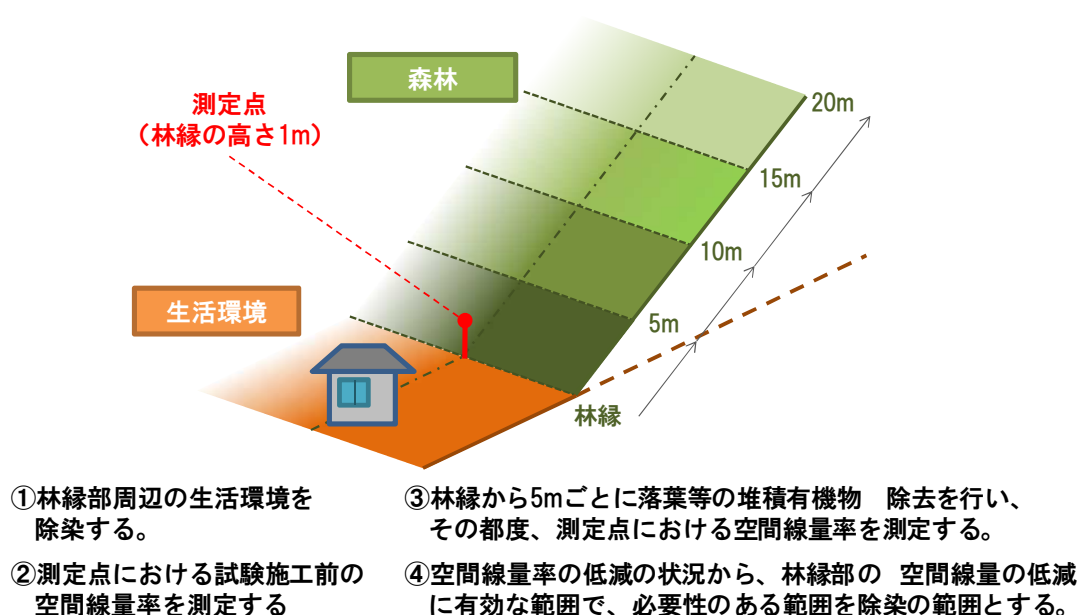 森林
測定点
（林縁の高さ1m）
20m
15m
10m
生活環境
5m
林縁
①林縁部周辺の生活環境を
除染する。
②測定点における試験施工前の
空間線量率を測定する
③林縁から5mごとに落葉等の堆積有機物　除去を行い、
その都度、測定点における空間線量率を測定する。
④空間線量率の低減の状況から、林縁部の 空間線量の低減
に有効な範囲で、必要性のある範囲を除染の範囲とする。